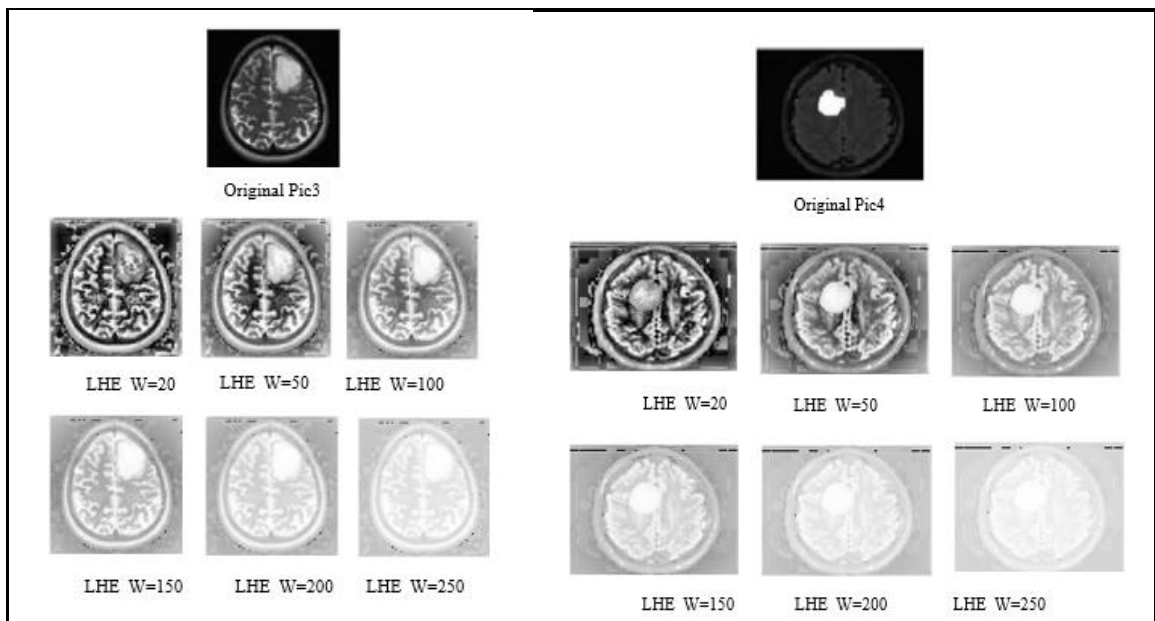 Original Pic3
LHE W=20
LHE W=50
LHE W=100
LHE W=150
LHE W=200
LHE W=250
Original Pic4
LHE W=20
LHE W=50
LHE W=100
LHE W=150
LHE W=200
LHE W=250